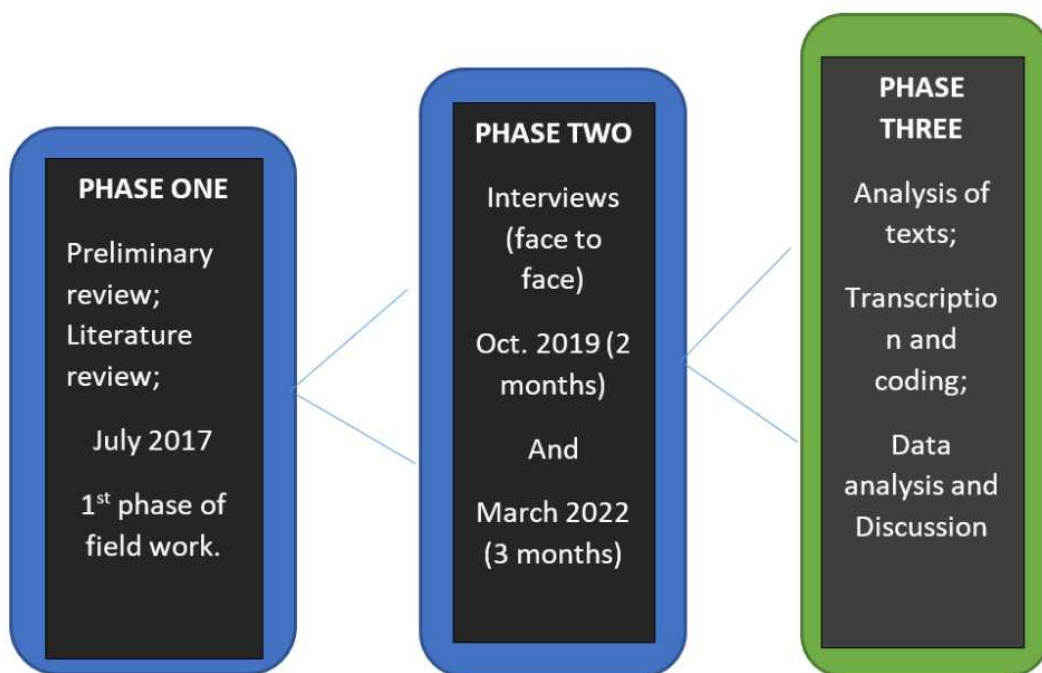 PHASE ONE
Preliminary
review;
Literature
review;
July 2017
1st phase of
field work.
PHASE TWO
Interviews
(face to
face)
Oct. 2019 (2
months)
And
March 2022
(3 months)
PHASE
THREE
Analysis of
texts;
Transcriptio
n and
coding;
Data
analysis and
Discussion